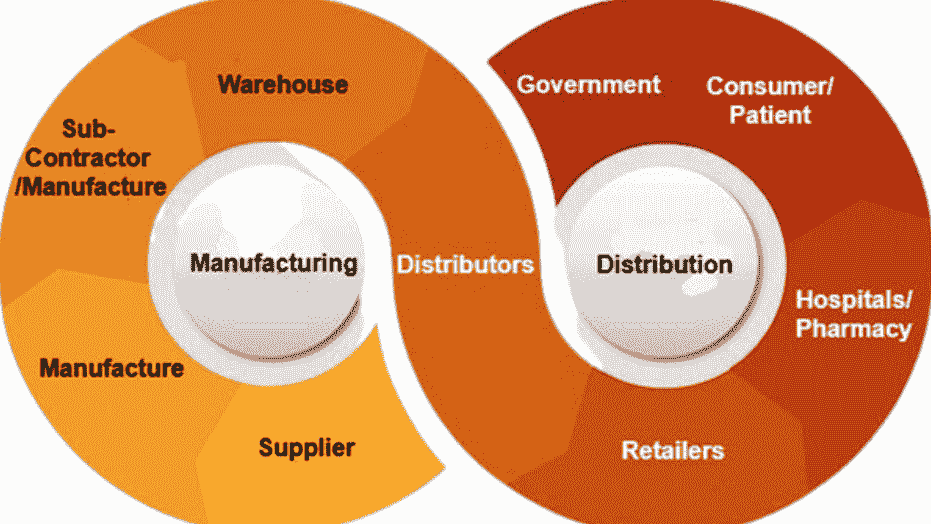 Warehouse
Government
Consumer/
Patient
Sub-
Contractor
/Manufacture
Manufacturing
Distributors
Distribution
Hospitals/
Pharmacy
Manufacture
Supplier
Retailers